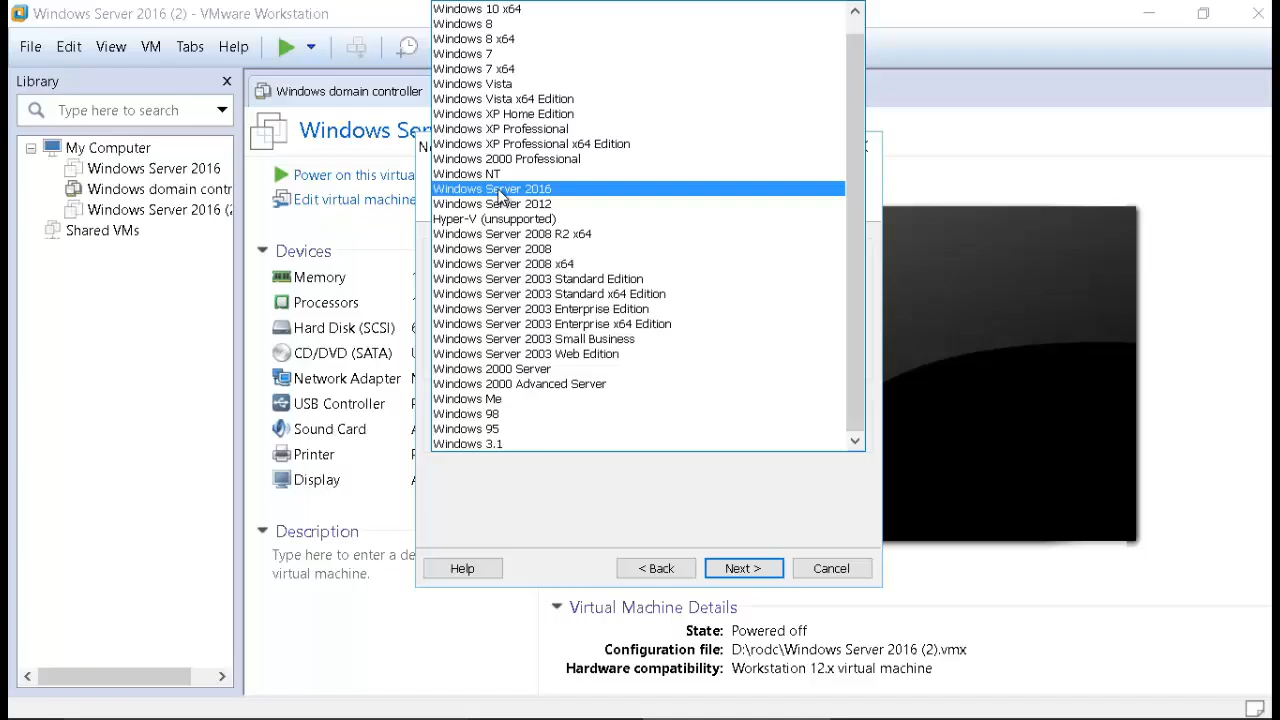 Windows Server 2016 (2) - VMware Workstation
File Edit View VM Tabs Help
Library
Type here to search
My Computer
Windows Server 2016
Windows domain contr
Windows Server 2016 (2
Shared VMs
Windows domain controller
Windows Ser
Power on this virtua
Edit virtual machine
Devices
Memory
Processors
Hard Disk (SCSI)
CD/DVD (SATA)
Network Adapter
USB Controller
Sound Card
Printer
Display
Description
Type here to enter a de
virtual machine.
Windows 10 x64
Windows 8
Windows 8 x64
Windows 7
Windows 7 x64
Windows Vista
Windows Vista x64 Edition
Windows XP Home Edition
Windows XP Professional
Windows XP Professional x64 Edition
Windows 2000 Professional
Windows NT
Windows Server 2016
Windows Server 2012
Hyper-V (unsupported)
Windows Server 2008 R2 x64
Windows Server 2008
Windows Server 2008 x64
Windows Server 2003 Standard Edition
Windows Server 2003 Standard x64 Edition
Windows Server 2003 Enterprise Edition
Windows Server 2003 Enterprise x64 Edition
Windows Server 2003 Small Business
Windows Server 2003 Web Edition
Windows 2000 Server
Windows 2000 Advanced Server
Windows Me
Windows 98
Windows 95
Windows 3.1
Help < Back Next > Cancel
Virtual Machine Details
State: Powered off
Configuration file: D:\rodc\Windows Server 2016 (2).vmx
Hardware compatibility: Workstation 12.x virtual machine